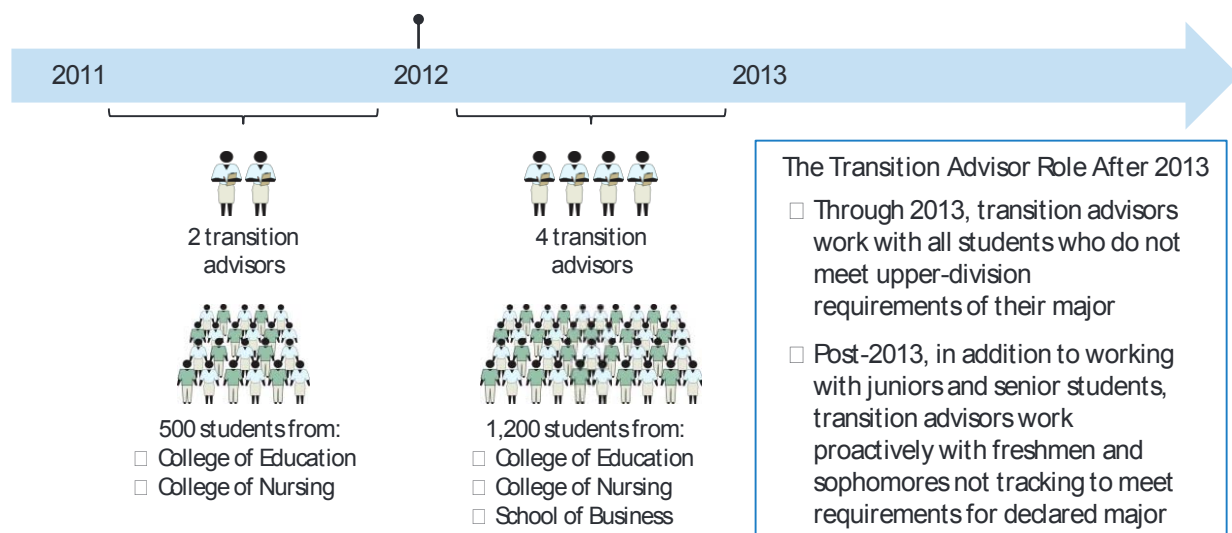 2011 2012 2013
2 transition
advisors
500 students from:
□ College of Education
□ College of Nursing
4 transition
advisors
1,200 students from:
□ College of Education
□ College of Nursing
□ School of Business
The Transition Advisor Role After 2013
□ Through 2013, transition advisors
work with all students who do not
meet upper-division
requirements of their major
□ Post-2013, in addition to working
with juniors and senior students,
transition advisors work
proactively with freshmen and
sophomores not tracking to meet
requirements for declared major